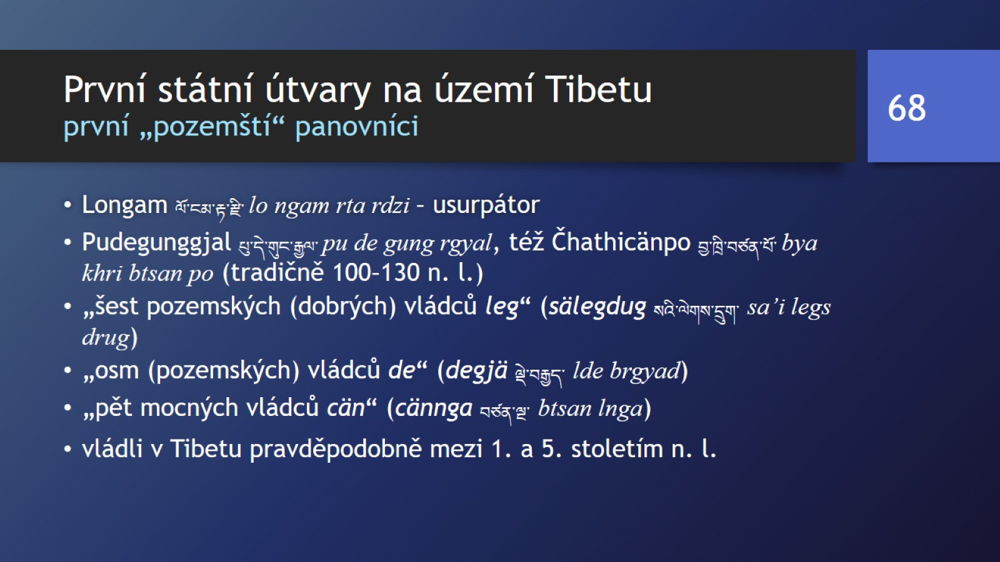 První státní útvary na území Tibetu
první „pozemští“ panovníci
68
• Longam ལོ་ངམ་རྟ་རྫི་ lo ngam rta rdzi – usurpátor
• Pudegunggjal པུ་དེ་གུང་རྒྱལ་ pu de gung rgyal, též Čhathicänpo བྱ་ཁྲི་བཙན་པོ་ bya
khri btsan po (tradičně 100–130 n. l.)
• „šest pozemských (dobrých) vládců leg“ (sälegdug སའི་ལེགས་དྲུག་ sa’i legs
drug)
• „osm (pozemských) vládců de“ (degjä ལྡེ་བརྒྱད་ lde brgyad)
• „pět mocných vládců cän“ (cännga བཙན་ལྔ་ btsan lnga)
• vládli v Tibetu pravděpodobně mezi 1. a 5. stoletím n. l.